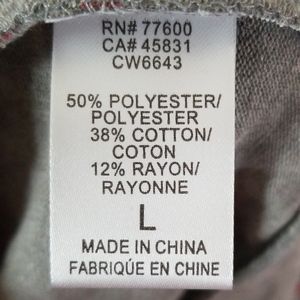 RN# 77600
CA# 45831
CW6643
50% POLYESTER/
POLYESTER
38% COTTON/
COTON
12% RAYON/
RAYONNE
L
MADE IN CHINA
FABRIQÚE EN CHINE